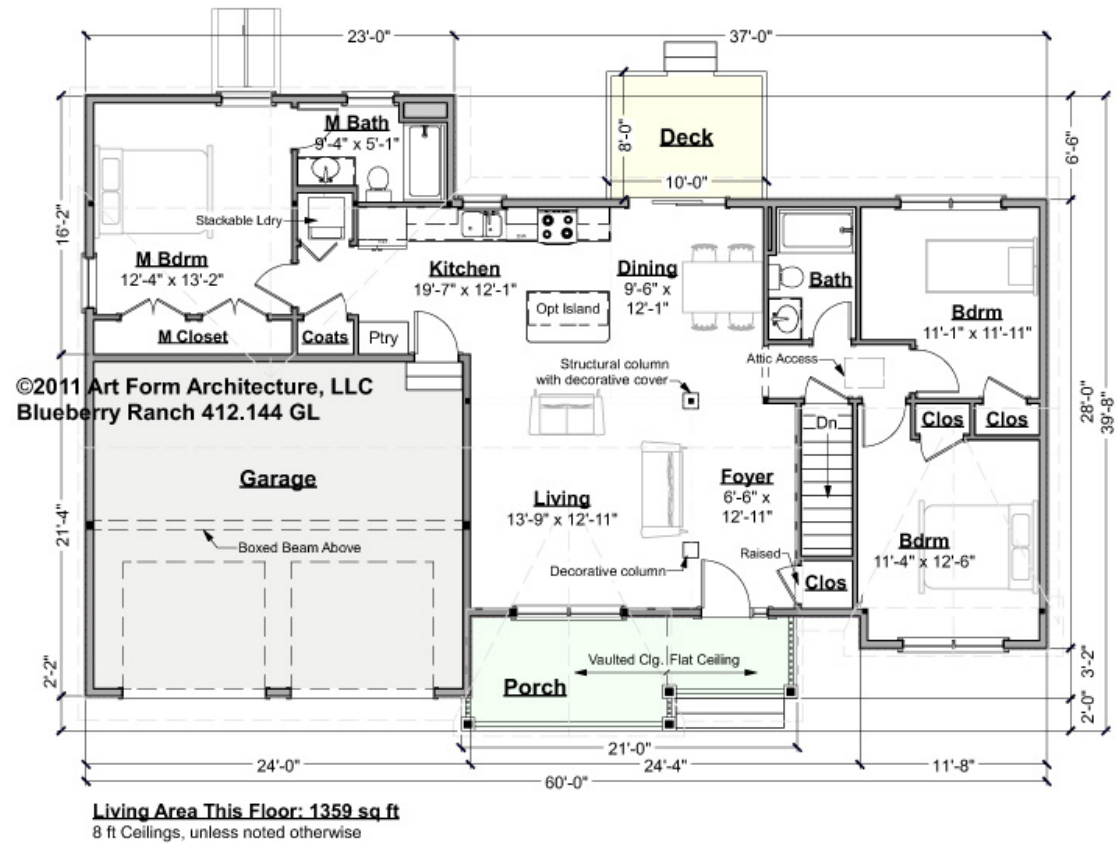 23'-0"
37'-0"
8'-0"
Deck
10'-0"
6'-6"
M Bath
9'-4" x 5'-1"
16'-2"
Stackable Ldry
M Bdrm
12'-4" x 13'-2"
M Closet
Coats
Ptry
Kitchen
19'-7" x 12'-1"
Opt Island
Dining
9'-6" x
12'-1"
Bath
Bdrm
11'-1" x 11'-11"
Attic Access
Structural column
with decorative cover
Clos
Clos
28'-0"
39'-8"
©2011 Art Form Architecture, LLC
Blueberry Ranch 412.144 GL
Dn
Garage
21'-4"
Boxed Beam Above
Living
13'-9" x 12'-11"
Foyer
6'-6" x
12'-11"
Raised
Decorative column
Clos
Bdrm
11'-4" x 12'-6"
2'-2"
Vaulted Clg.
Flat Ceiling
Porch
3'-2"
2'-0"
21'-0"
24'-0"
24'-4"
11'-8"
60'-0"
Living Area This Floor: 1359 sq ft
8 ft Ceilings, unless noted otherwise